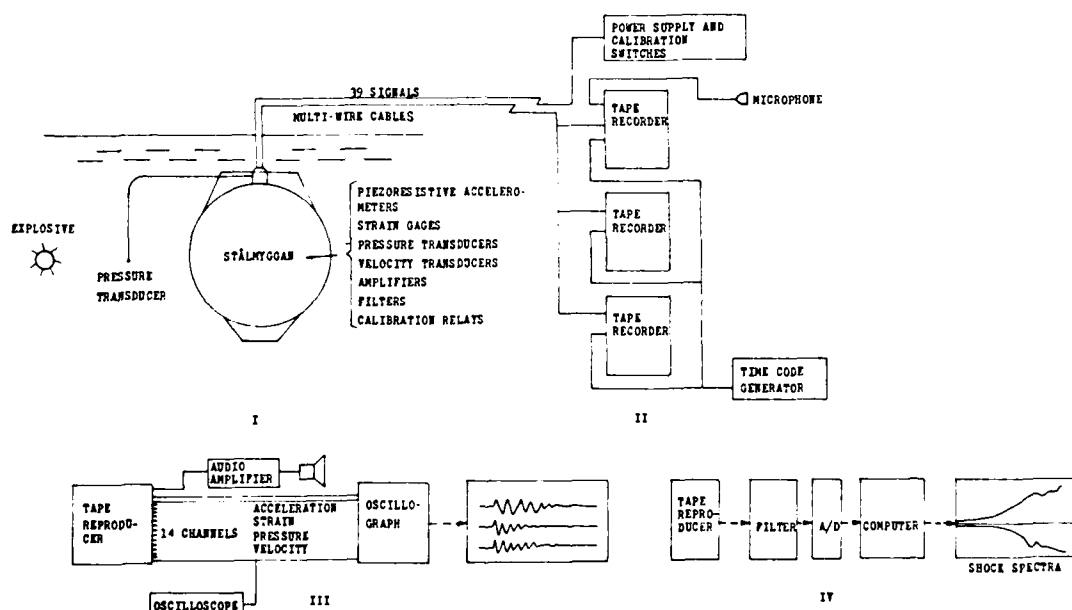 POWER SUPPLY AND
CALIBRATION
SWITCHES
39 SIGNALS
MULTI-WIRE CABLES
TAPE
RECORDER
MICROPHONE
PIEZORESISTIVE ACCELERO-
METERS
STRAIN GAGES
PRESSURE TRANSDUCERS
VELOCITY TRANSDUCERS
AMPLIFIERS
FILTERS
CALIBRATION RELAYS
EXPLOSIVE
PRESSURE
TRANSDUCER
STÅLMYGGAN
TAPE
RECORDER
TAPE
RECORDER
TIME CODE
GENERATOR
I
II
AUDIO
AMPLIFIER
TAPE
REPRODU-
CER
14 CHANNELS
ACCELERATION
STRAIN
PRESSURE
VELOCITY
OSCILLO-
GRAPH
OSCILLOSCOPE
III
TAPE
REPRO-
DUCER
FILTER
A/D
COMPUTER
SHOCK SPECTRA
IV